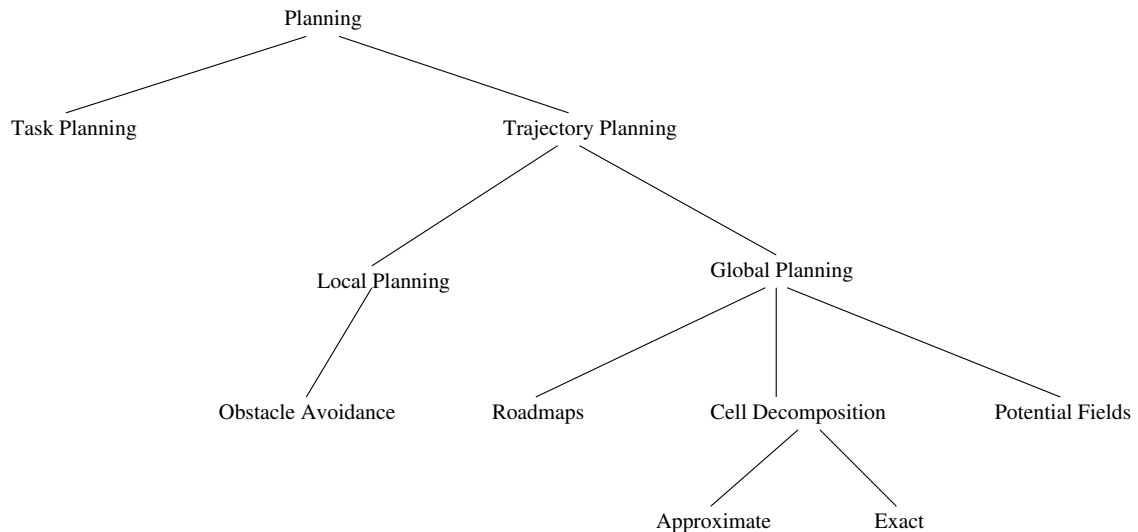 Planning
Task Planning
Trajectory Planning
Local Planning
Global Planning
Obstacle Avoidance
Roadmaps
Cell Decomposition
Potential Fields
Approximate
Exact